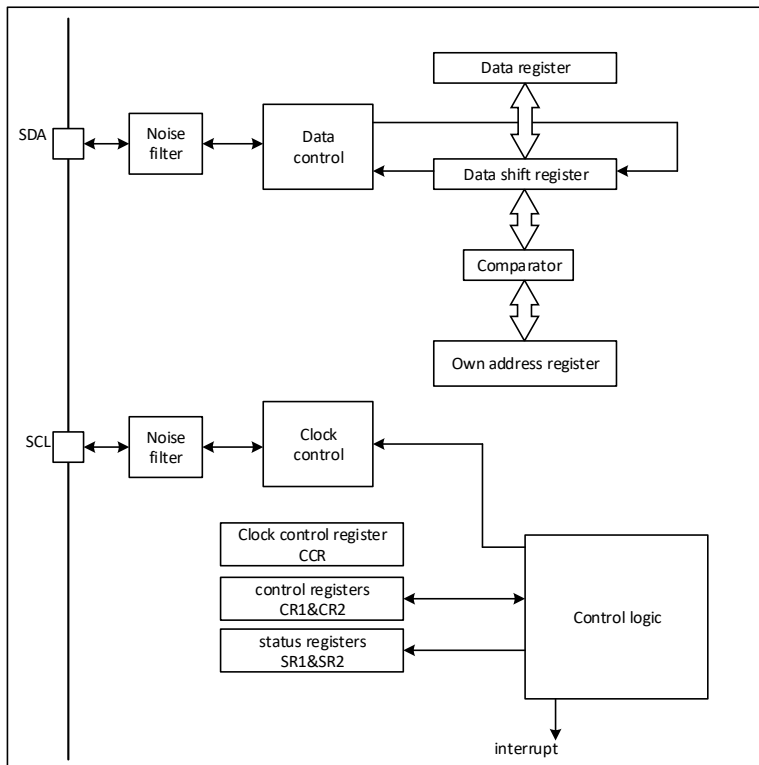 Data register
SDA
Noise
filter
Data
control
Data shift register
Comparator
Own address register
SCL
Noise
filter
Clock
control
Clock control register
CCR
control registers
CR1&CR2
status registers
SR1&SR2
Control logic
interrupt